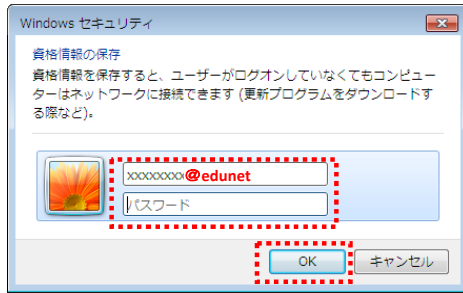 Windows セキュリティ
資格情報の保存
資格情報を保存すると、ユーザーがログオンしていなくてもコンピュー
ターはネットワークに接続できます (更新プログラムをダウンロードす
る際など)。
xxxxxxxx@edunet
パスワード
OK
キャンセル